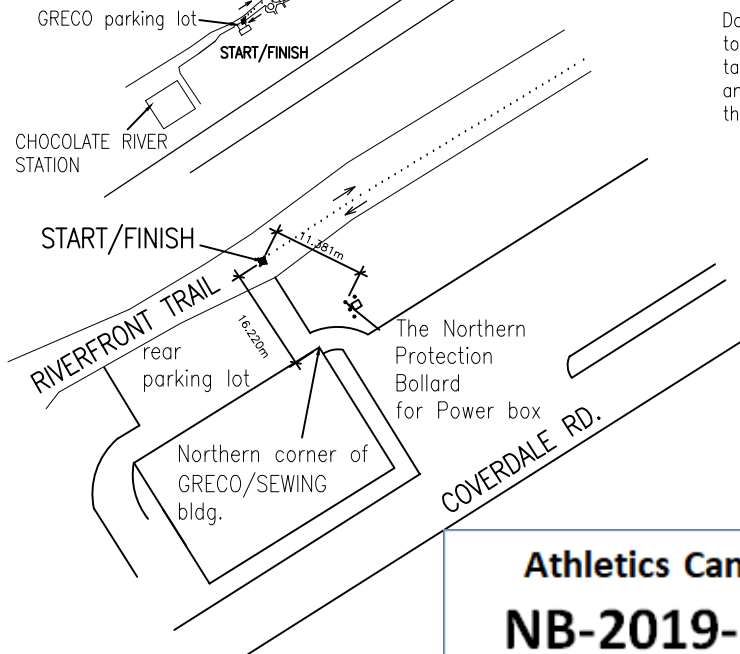 GRECO parking lot
START/FINISH
CHOCOLATE RIVER
STATION
START/FINISH
11.381m
RIVERFRONT TRAIL
16.220m
rear
parking lot
The Northern
Protection
Bollard
for Power box
Northern corner of
GRECO/SEWING
bldg.
COVERDALE RD.
Athletics Can
NB-2019-